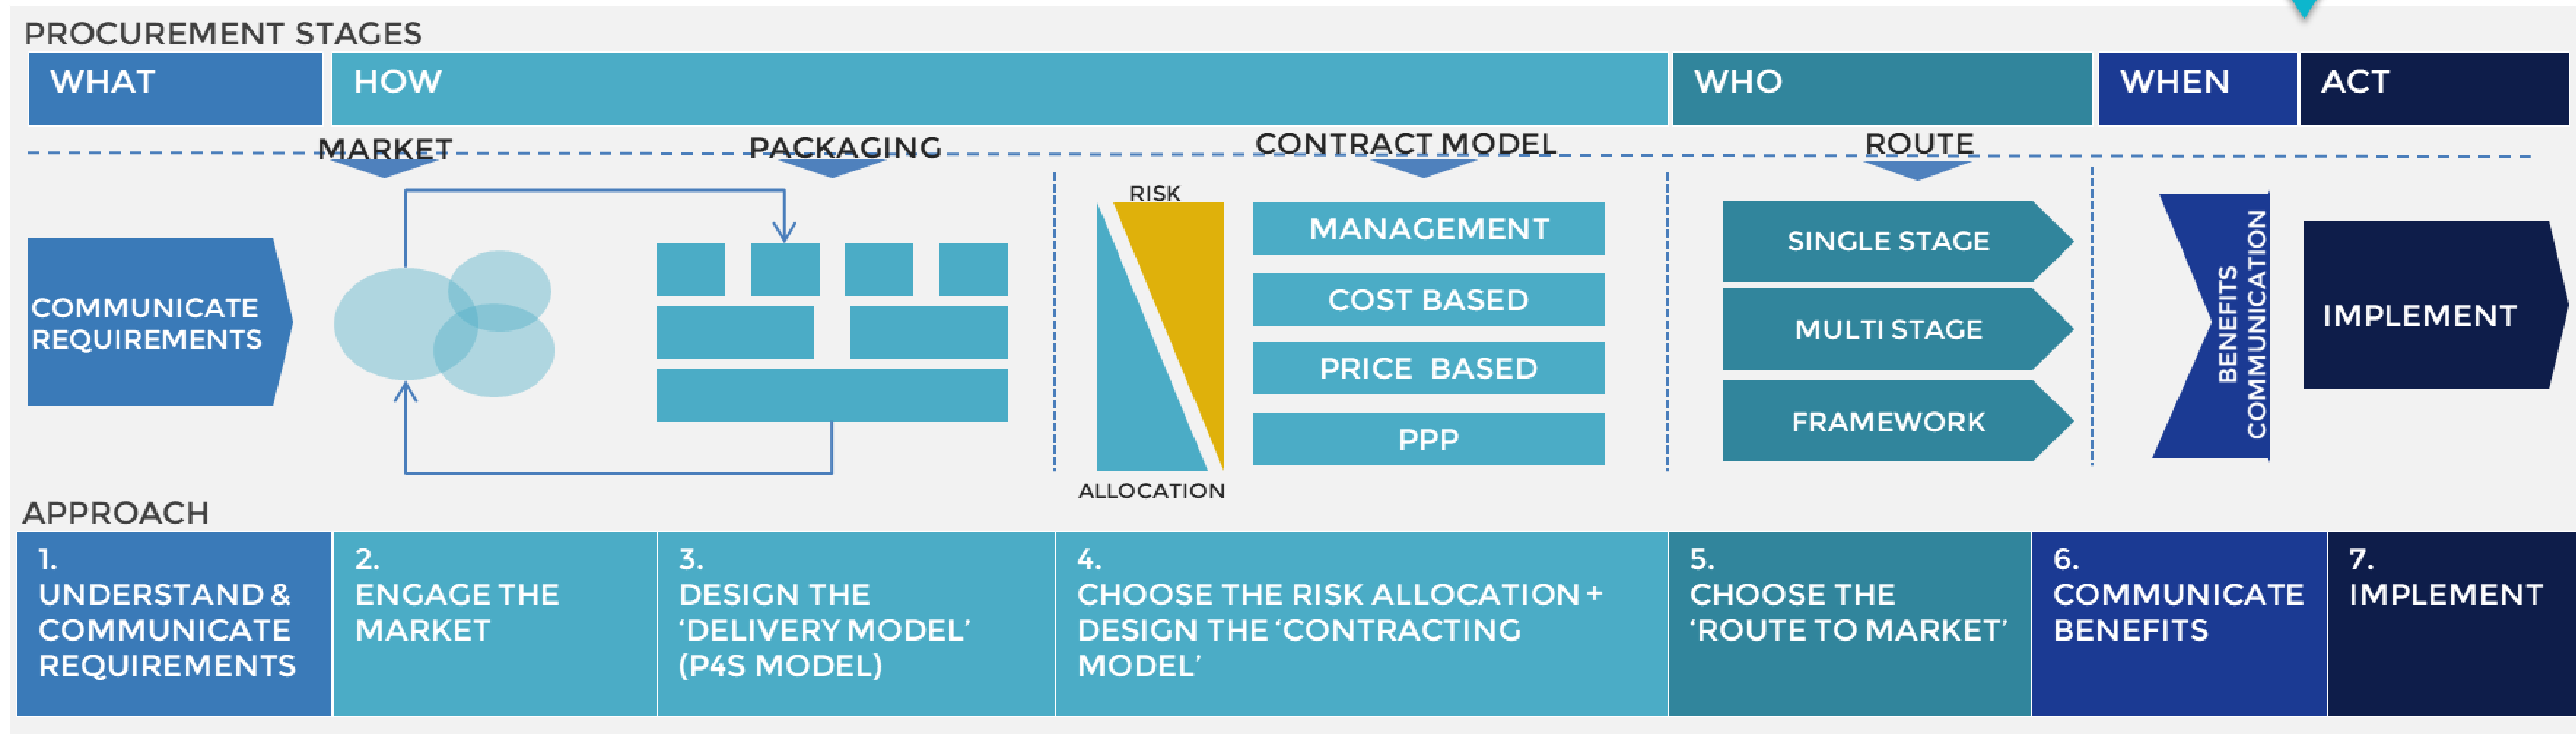 PROCUREMENT STAGES
WHAT
HOW
WHO
WHEN
ACT
MARKET
PACKAGING
CONTRACT MODEL
ROUTE
COMMUNICATE
REQUIREMENTS
RISK
ALLOCATION
MANAGEMENT
COST BASED
PRICE BASED
PPP
SINGLE STAGE
MULTI STAGE
FRAMEWORK
BENEFITS
COMMUNICATION
IMPLEMENT
APPROACH
1.
UNDERSTAND &
COMMUNICATE
REQUIREMENTS
2.
ENGAGE THE
MARKET
3.
DESIGN THE
‘DELIVERY MODEL’
(P4S MODEL)
4.
CHOOSE THE RISK ALLOCATION +
DESIGN THE ‘CONTRACTING
MODEL’
5.
CHOOSE THE
‘ROUTE TO MARKET’
6.
COMMUNICATE
BENEFITS
7.
IMPLEMENT